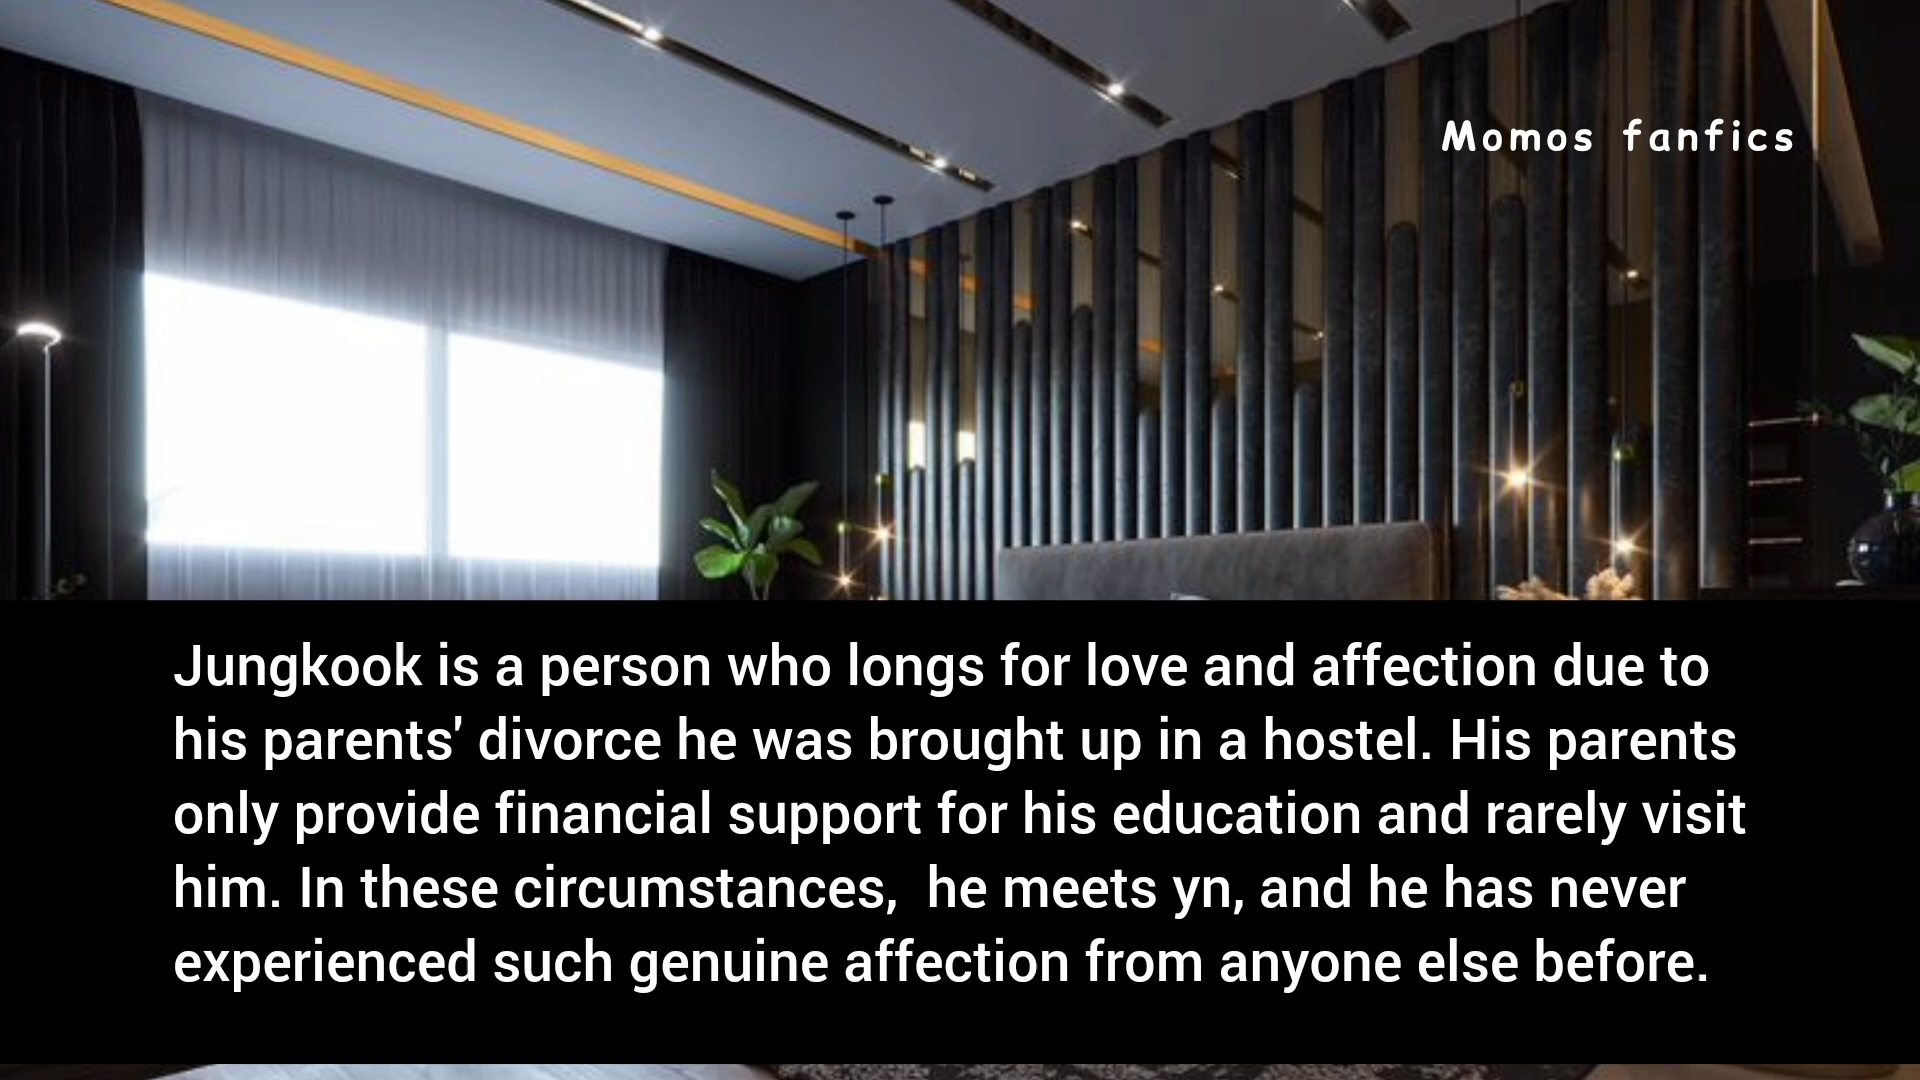 Momos fanfics
Jungkook is a person who longs for love and affection due to
his parents' divorce he was brought up in a hostel. His parents
only provide financial support for his education and rarely visit
him. In these circumstances,  he meets yn, and he has never
experienced such genuine affection from anyone else before.